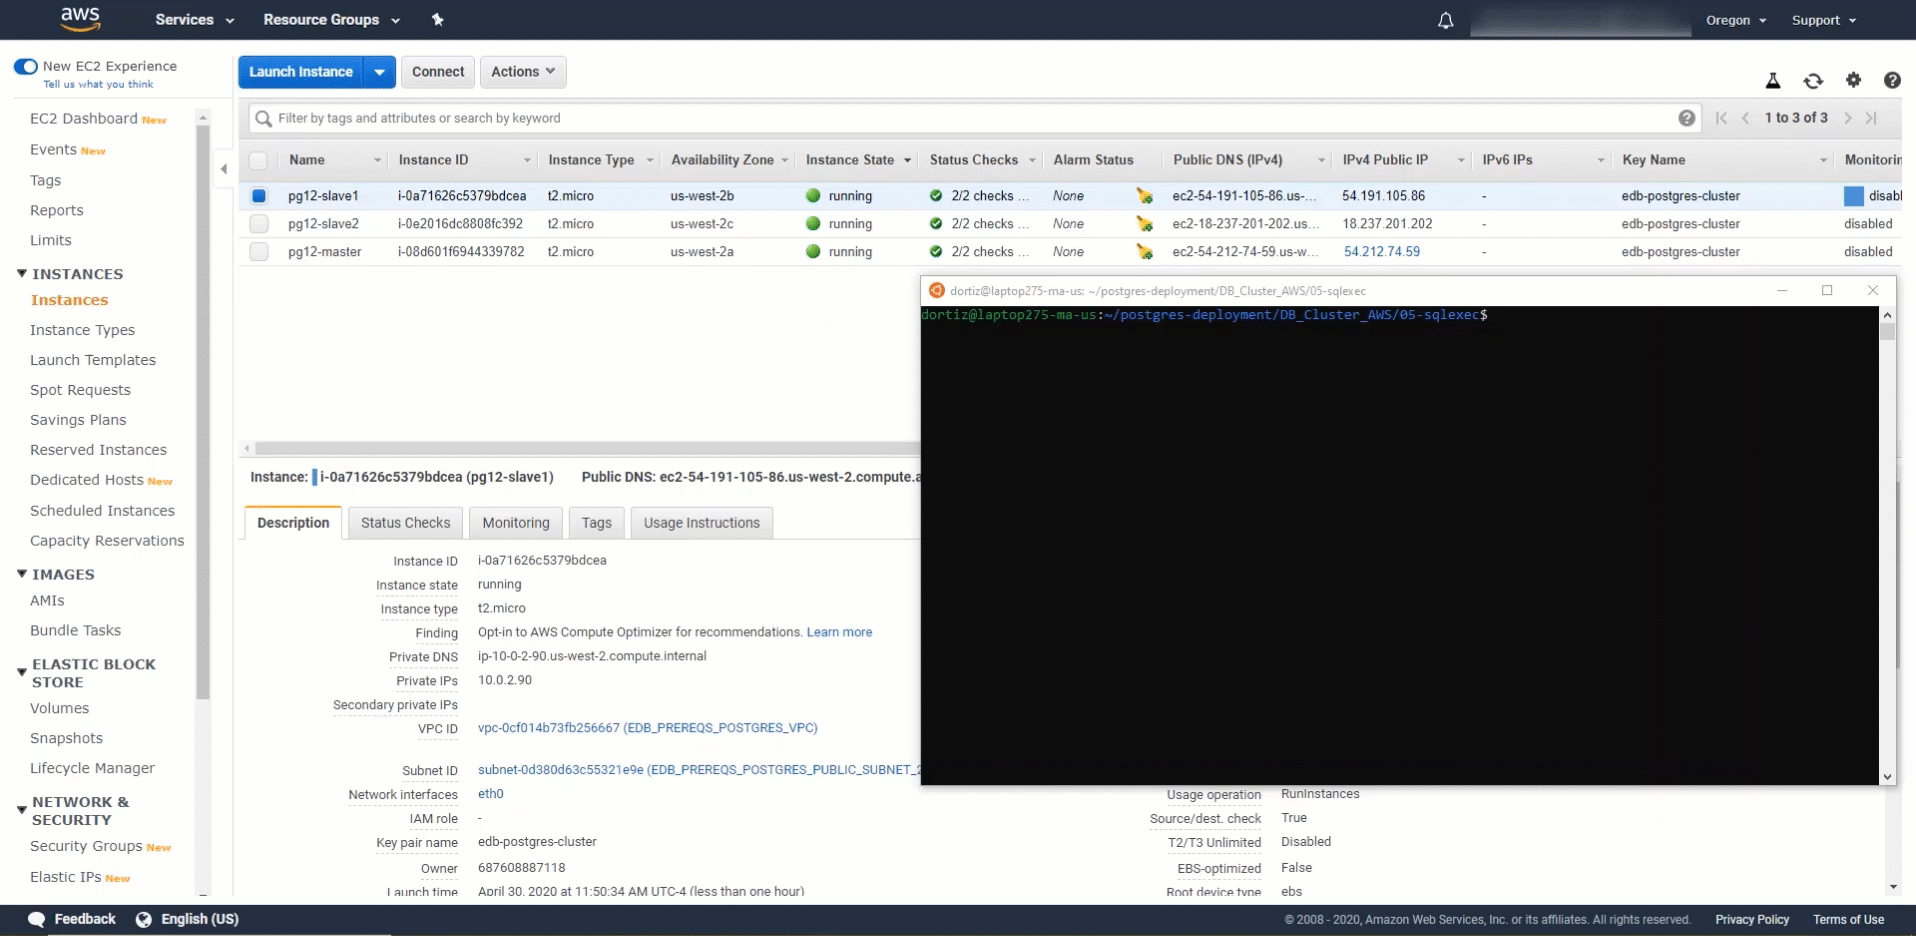 aws Services Resource Groups Oregon Support
New EC2 Experience
Tell us what you think
EC2 Dashboard New
Events New
Tags
Reports
Limits
INSTANCES
Instances
Instance Types
Launch Templates
Spot Requests
Savings Plans
Reserved Instances
Dedicated Hosts New
Scheduled Instances
Capacity Reservations
IMAGES
AMIs
Bundle Tasks
ELASTIC BLOCK
STORE
Volumes
Snapshots
Lifecycle Manager
NETWORK &
SECURITY
Security Groups New
Elastic IPs New
Launch Instance Connect Actions
Filter by tags and attributes or search by keyword 1 to 3 of 3
Name Instance ID Instance Type Availability Zone Instance State Status Checks Alarm Status Public DNS (IPv4) IPv4 Public IP IPv6 IPs Key Name Monitorin
pg12-slave1 i-0a71626c5379bdcea t2.micro us-west-2b running 2/2 checks ... None ec2-54-191-105-86.us-... 54.191.105.86 - edb-postgres-cluster disabl
pg12-slave2 i-0e2016dc8808fc392 t2.micro us-west-2c running 2/2 checks ... None ec2-18-237-201-202.us... 18.237.201.202 - edb-postgres-cluster disabled
pg12-master i-08d601f6944339782 t2.micro us-west-2a running 2/2 checks ... None ec2-54-212-74-59.us-w... 54.212.74.59 - edb-postgres-cluster disabled
dortiz@laptop275-ma-us: ~/postgres-deployment/DB_Cluster_AWS/05-sqlexec
dortiz@laptop275-ma-us:~/postgres-deployment/DB_Cluster_AWS/05-sqlexec$
Instance: i-0a71626c5379bdcea (pg12-slave1) Public DNS: ec2-54-191-105-86.us-west-2.compute.a
Description Status Checks Monitoring Tags Usage Instructions
Instance ID i-0a71626c5379bdcea
Instance state running
Instance type t2.micro
Finding Opt-in to AWS Compute Optimizer for recommendations. Learn more
Private DNS ip-10-0-2-90.us-west-2.compute.internal
Private IPs 10.0.2.90
Secondary private IPs
VPC ID vpc-0cf014b73fb256667 (EDB_PREREQS_POSTGRES_VPC)
Subnet ID subnet-0d380d63c55321e9e (EDB_PREREQS_POSTGRES_PUBLIC_SUBNET_2
Network interfaces eth0 Usage operation RunInstances
IAM role - Source/dest. check True
Key pair name edb-postgres-cluster T2/T3 Unlimited Disabled
Owner 687608887118 EBS-optimized False
Launch time April 30, 2020 at 11:50:34 AM UTC-4 (less than one hour) Root device type ebs
Feedback English (US) © 2008 - 2020, Amazon Web Services, Inc. or its affiliates. All rights reserved. Privacy Policy Terms of Use